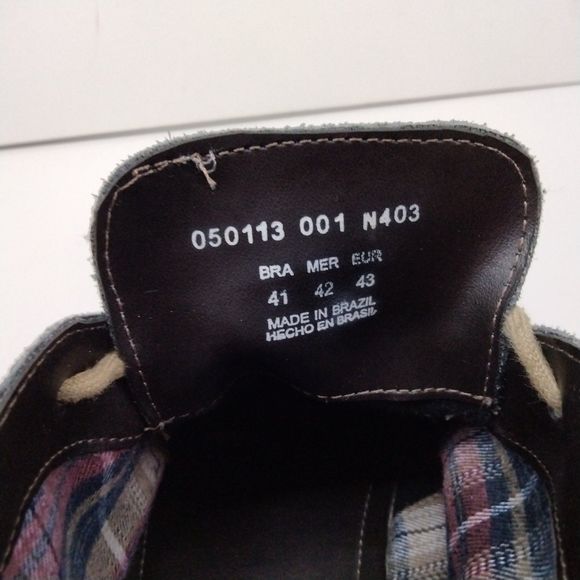 050113 001 N403
BRA MER EUR
41 42 43
MADE IN BRAZIL
HECHO EN BRASIL